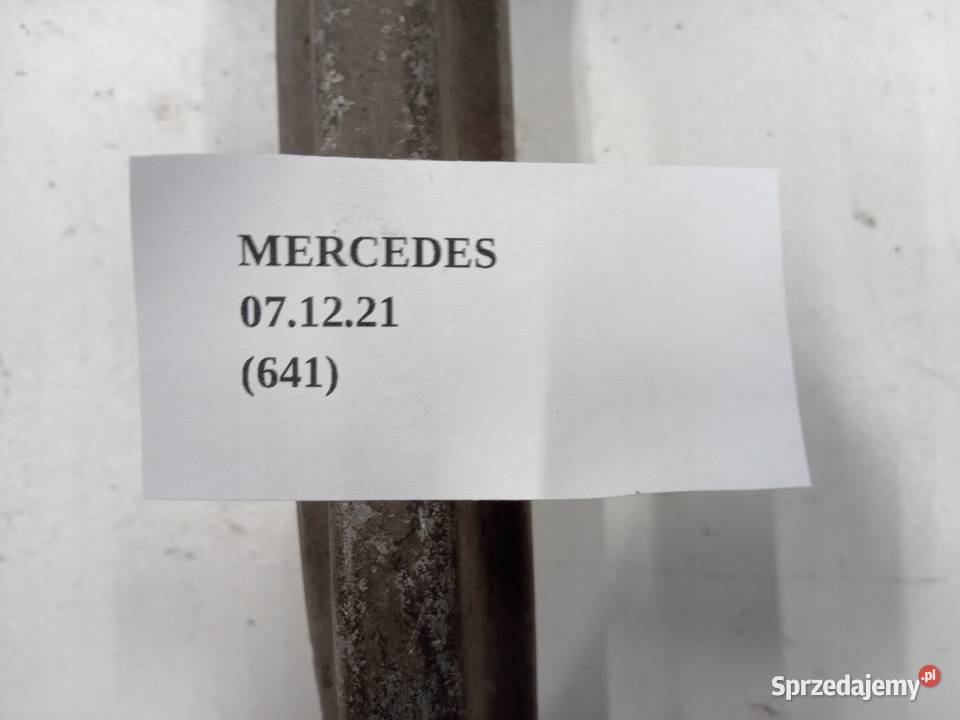 MERCEDES
07.12.21
(641)
Sprzedajemy.pl